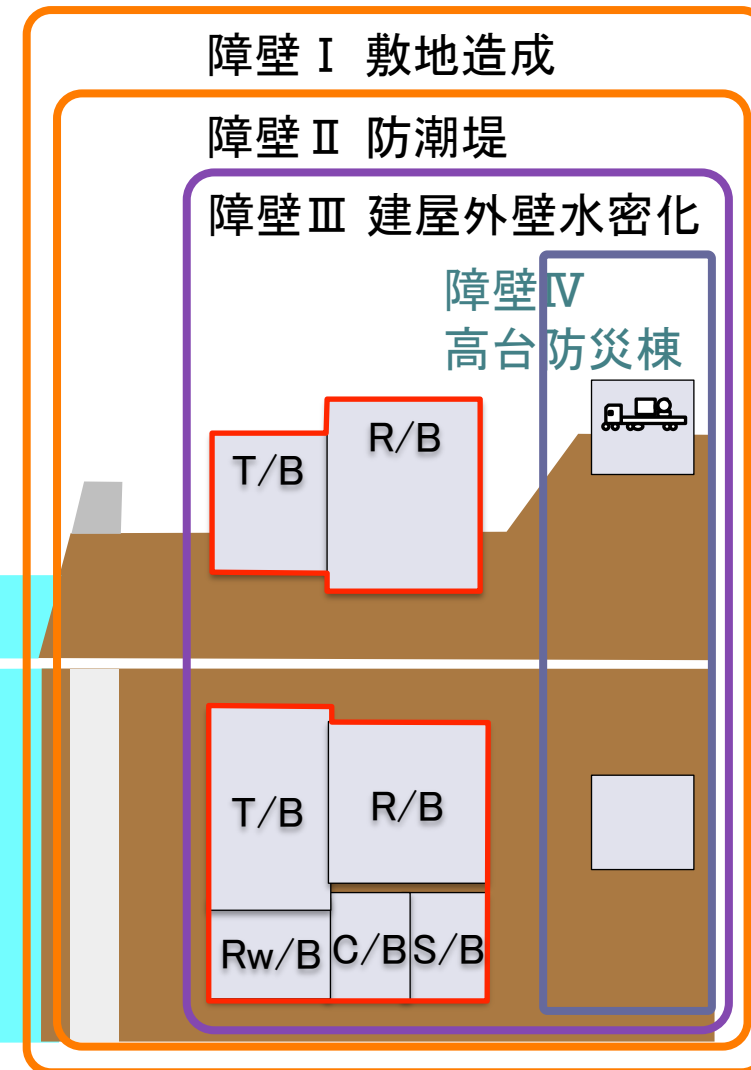 障壁Ⅰ 敷地造成
障壁Ⅱ 防潮堤
障壁Ⅲ 建屋外壁水密化
障壁Ⅳ
高台防災棟
R/B
T/B
T/B
R/B
Rw/B
C/B
S/B